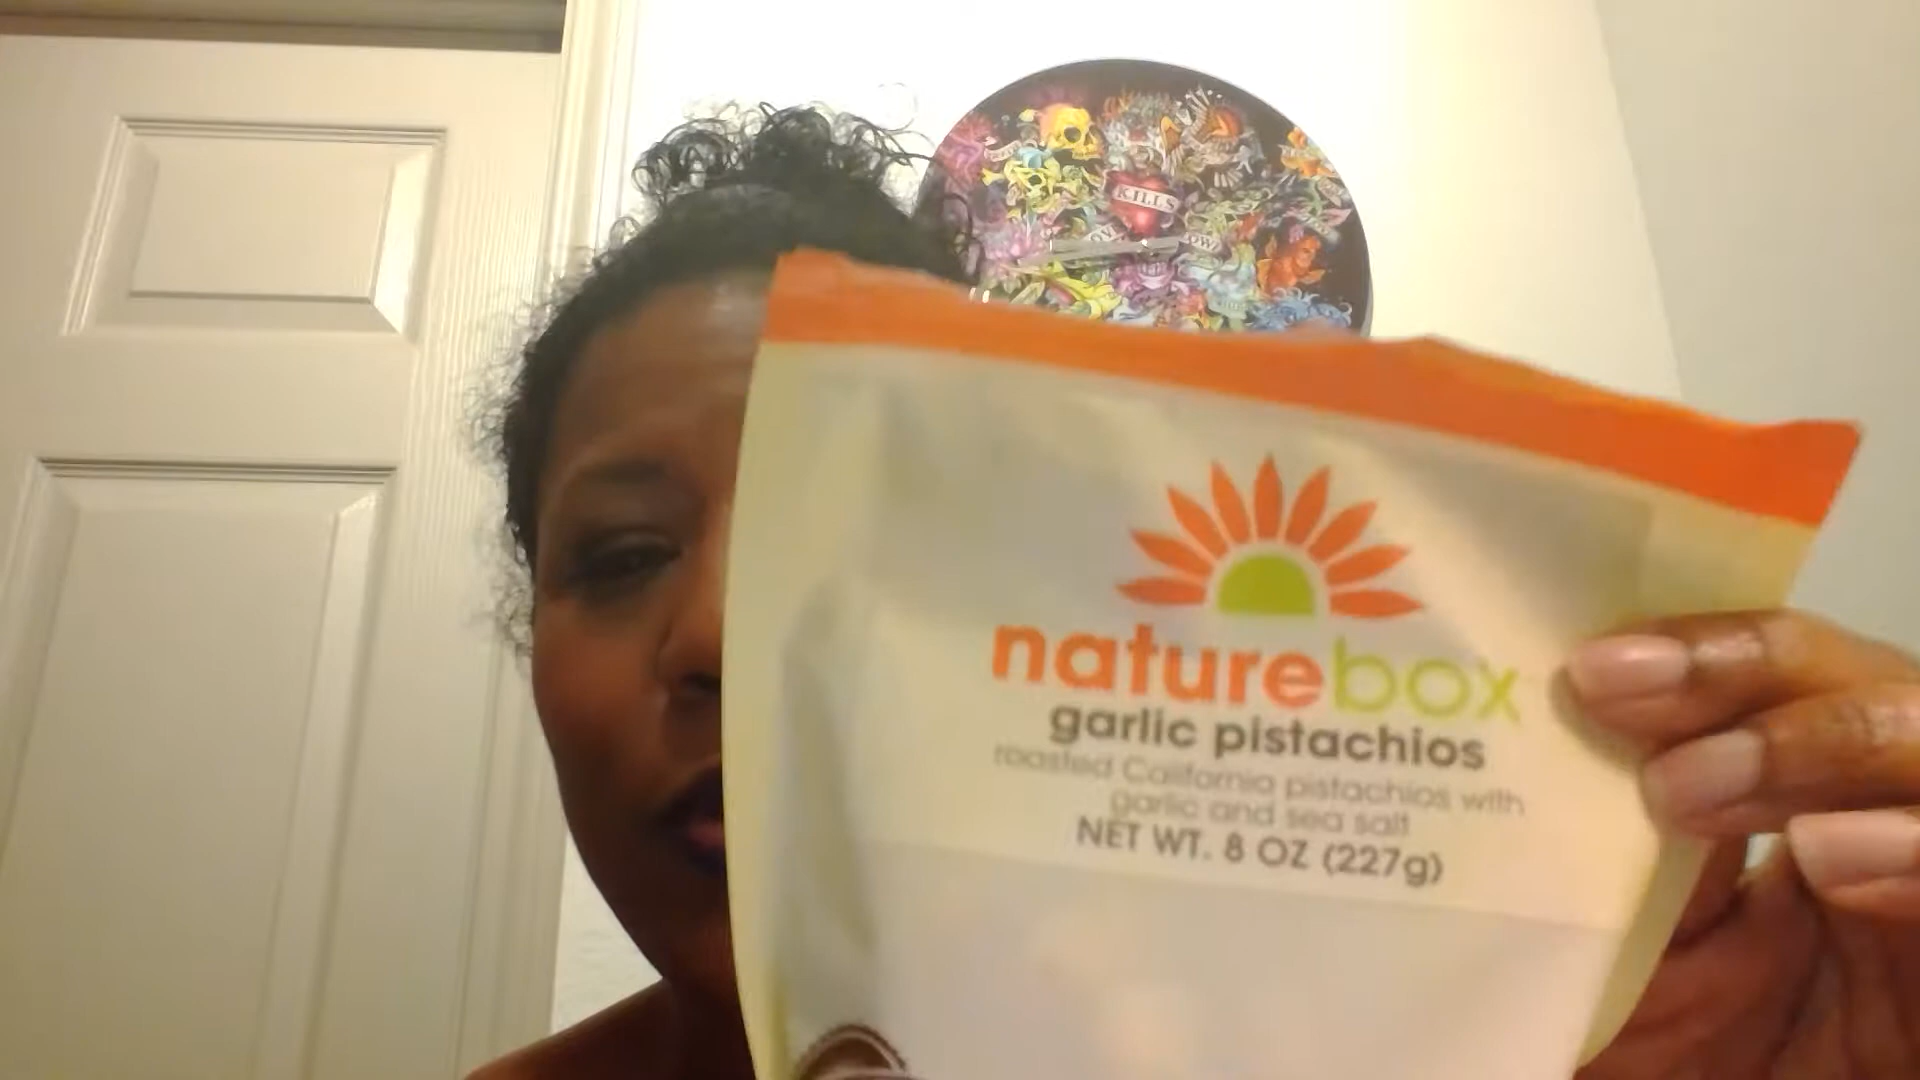 KILLS
naturebox
garlic pistachios
roasted California pistachios with
garlic and sea salt
NET WT. 8 OZ (227g)